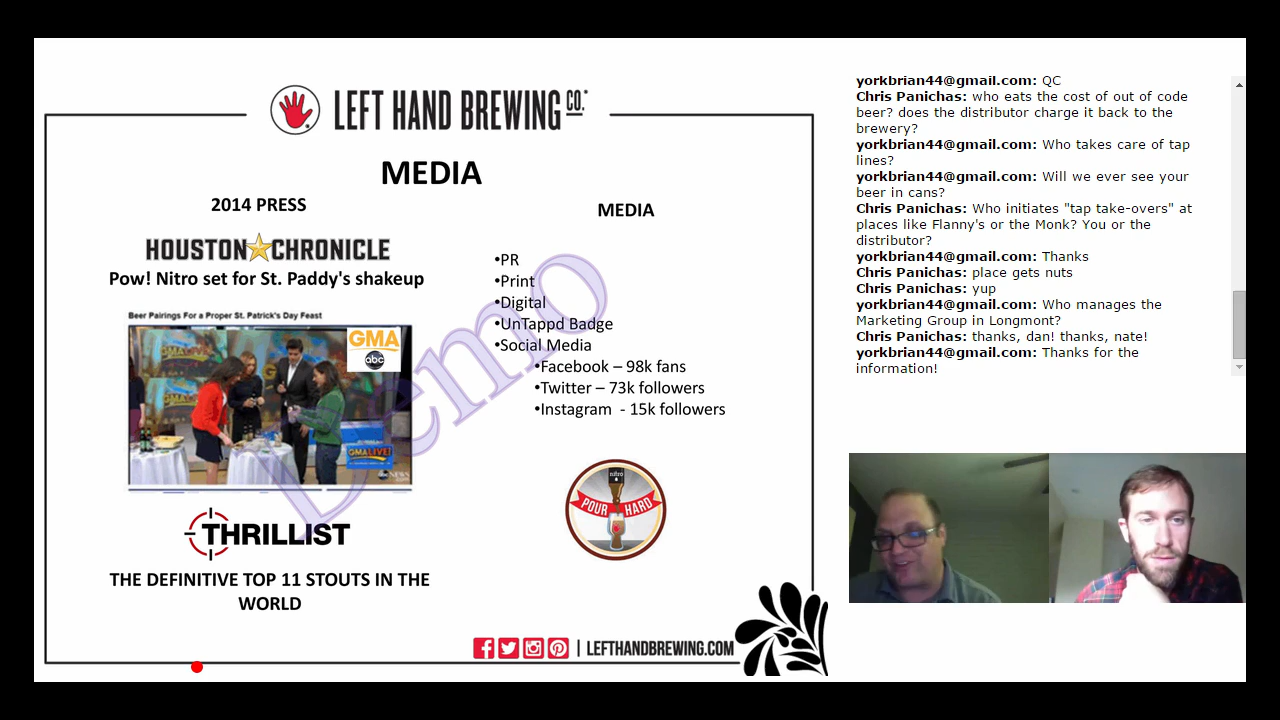 LEFT HAND BREWING CO.
MEDIA
2014 PRESS
HOUSTON CHRONICLE
Pow! Nitro set for St. Paddy's shakeup
Beer Pairings For a Proper St. Patrick's Day Feast
GMA
abc
GMA LIVE!
abc NEWS
THRILLIST
THE DEFINITIVE TOP 11 STOUTS IN THE
WORLD
MEDIA
•PR
•Print
•Digital
•UnTappd Badge
•Social Media
•Facebook – 98k fans
•Twitter – 73k followers
•Instagram - 15k followers
Demo
nitro
POUR HARD
| LEFTHANDBREWING.COM
yorkbrian44@gmail.com: QC
Chris Panichas: who eats the cost of out of code
beer? does the distributor charge it back to the
brewery?
yorkbrian44@gmail.com: Who takes care of tap
lines?
yorkbrian44@gmail.com: Will we ever see your
beer in cans?
Chris Panichas: Who initiates "tap take-overs" at
places like Flanny's or the Monk? You or the
distributor?
yorkbrian44@gmail.com: Thanks
Chris Panichas: place gets nuts
Chris Panichas: yup
yorkbrian44@gmail.com: Who manages the
Marketing Group in Longmont?
Chris Panichas: thanks, dan! thanks, nate!
yorkbrian44@gmail.com: Thanks for the
information!